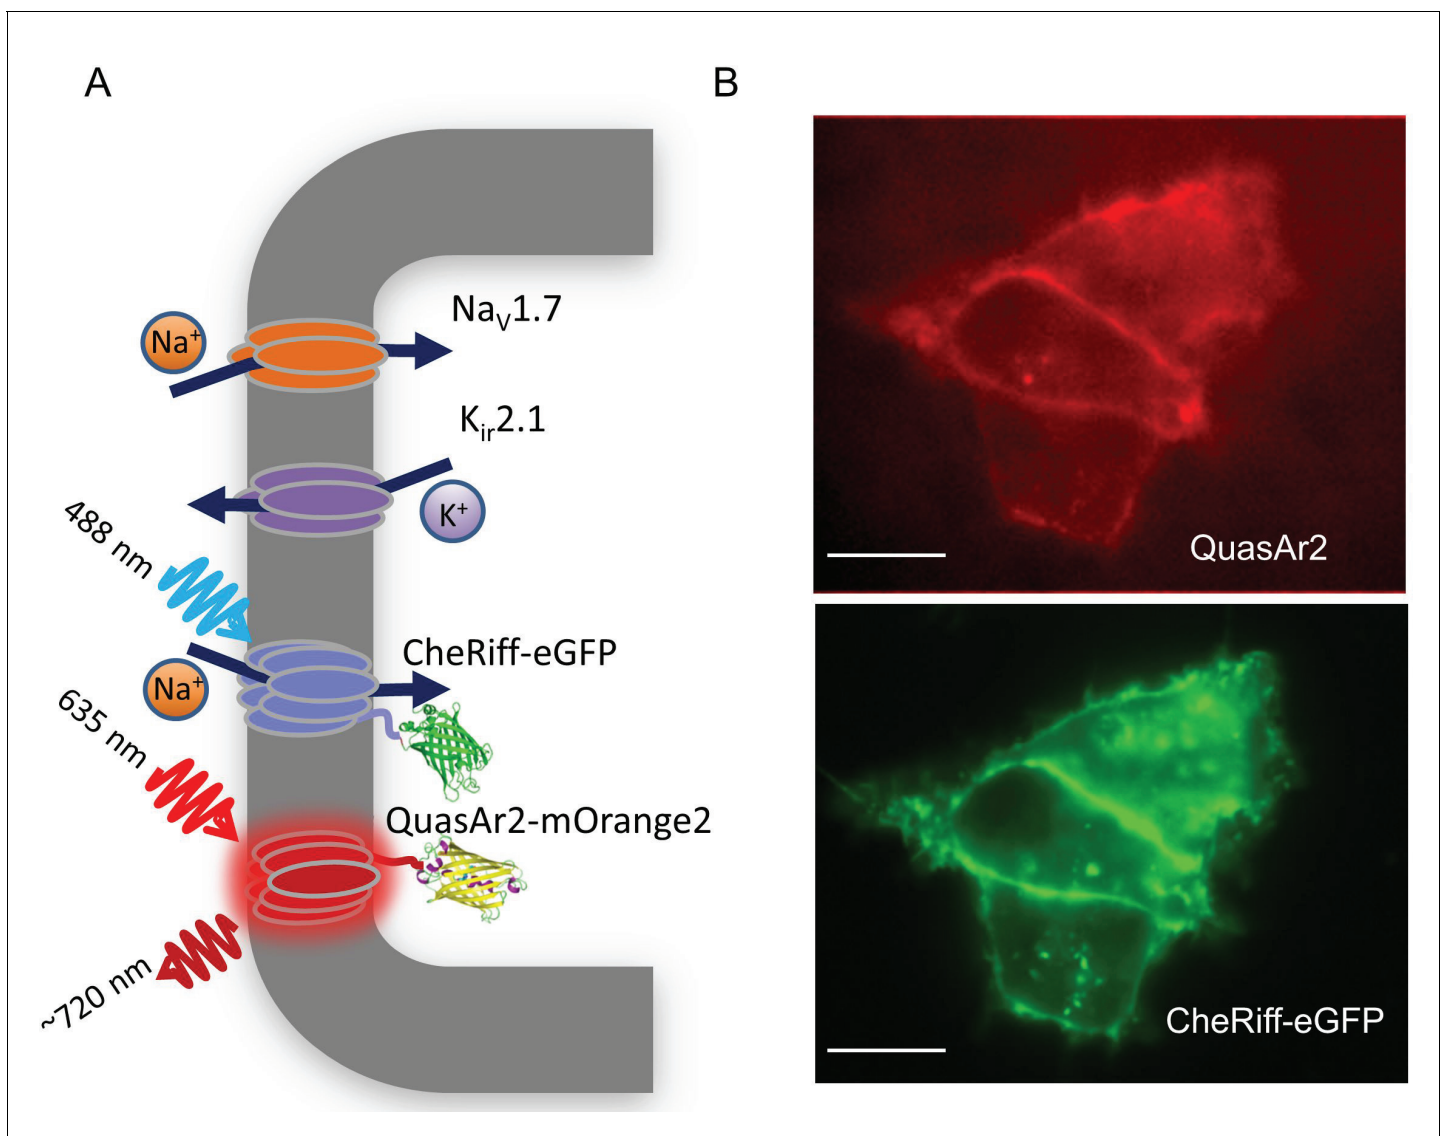 A
B
Na⁺
Naᵥ1.7
Kᵢᵣ2.1
K⁺
488 nm
QuasAr2
CheRiff-eGFP
Na⁺
635 nm
QuasAr2-mOrange2
~720 nm
CheRiff-eGFP